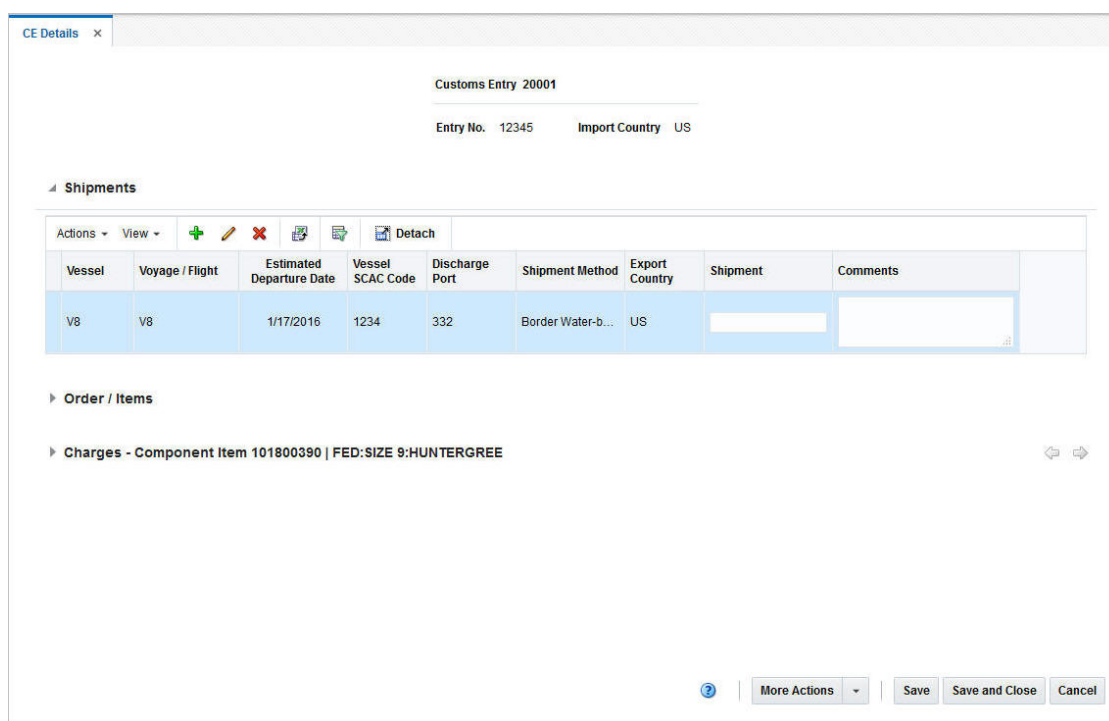 CE Details ×
Customs Entry 20001
Entry No. 12345 Import Country US
Shipments
Actions View Detach
Vessel Voyage / Flight Estimated Departure Date Vessel SCAC Code Discharge Port Shipment Method Export Country Shipment Comments
V8 V8 1/17/2016 1234 332 Border Water-b... US
Order / Items
Charges - Component Item 101800390 | FED:SIZE 9:HUNTERGREE
? More Actions Save Save and Close Cancel